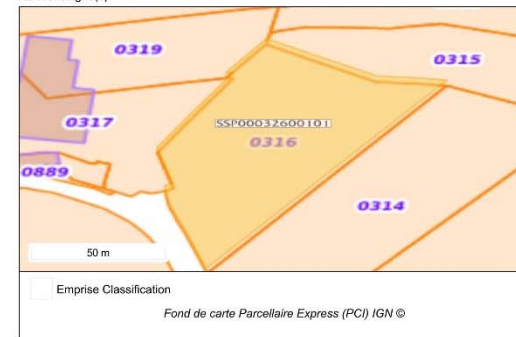 0319
0315
SSP00032600101
0317
0316
0889
0314
50 m
Emprise Classification
Fond de carte Parcellaire Express (PCI) IGN ©